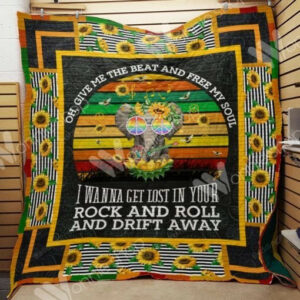 OH, GIVE ME THE BEAT AND FREE MY SOUL
I WANNA GET LOST IN YOUR
ROCK AND ROLL
AND DRIFT AWAY